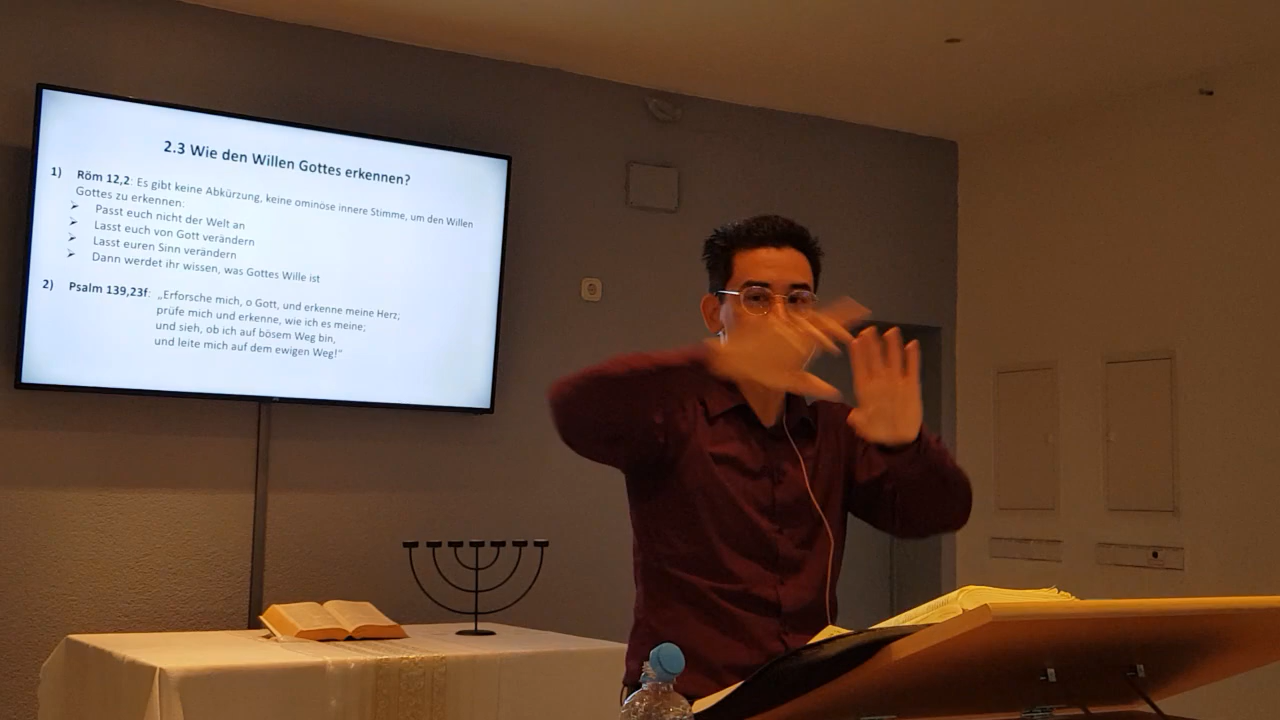 2.3 Wie den Willen Gottes erkennen?
1) Röm 12,2: Es gibt keine Abkürzung, keine ominöse innere Stimme, um den Willen
Gottes zu erkennen:
➢ Passt euch nicht der Welt an
➢ Lasst euch von Gott verändern
➢ Lasst euren Sinn verändern
➢ Dann werdet ihr wissen, was Gottes Wille ist
2) Psalm 139,23f: „Erforsche mich, o Gott, und erkenne meine Herz;
prüfe mich und erkenne, wie ich es meine;
und sieh, ob ich auf bösem Weg bin,
und leite mich auf dem ewigen Weg!“